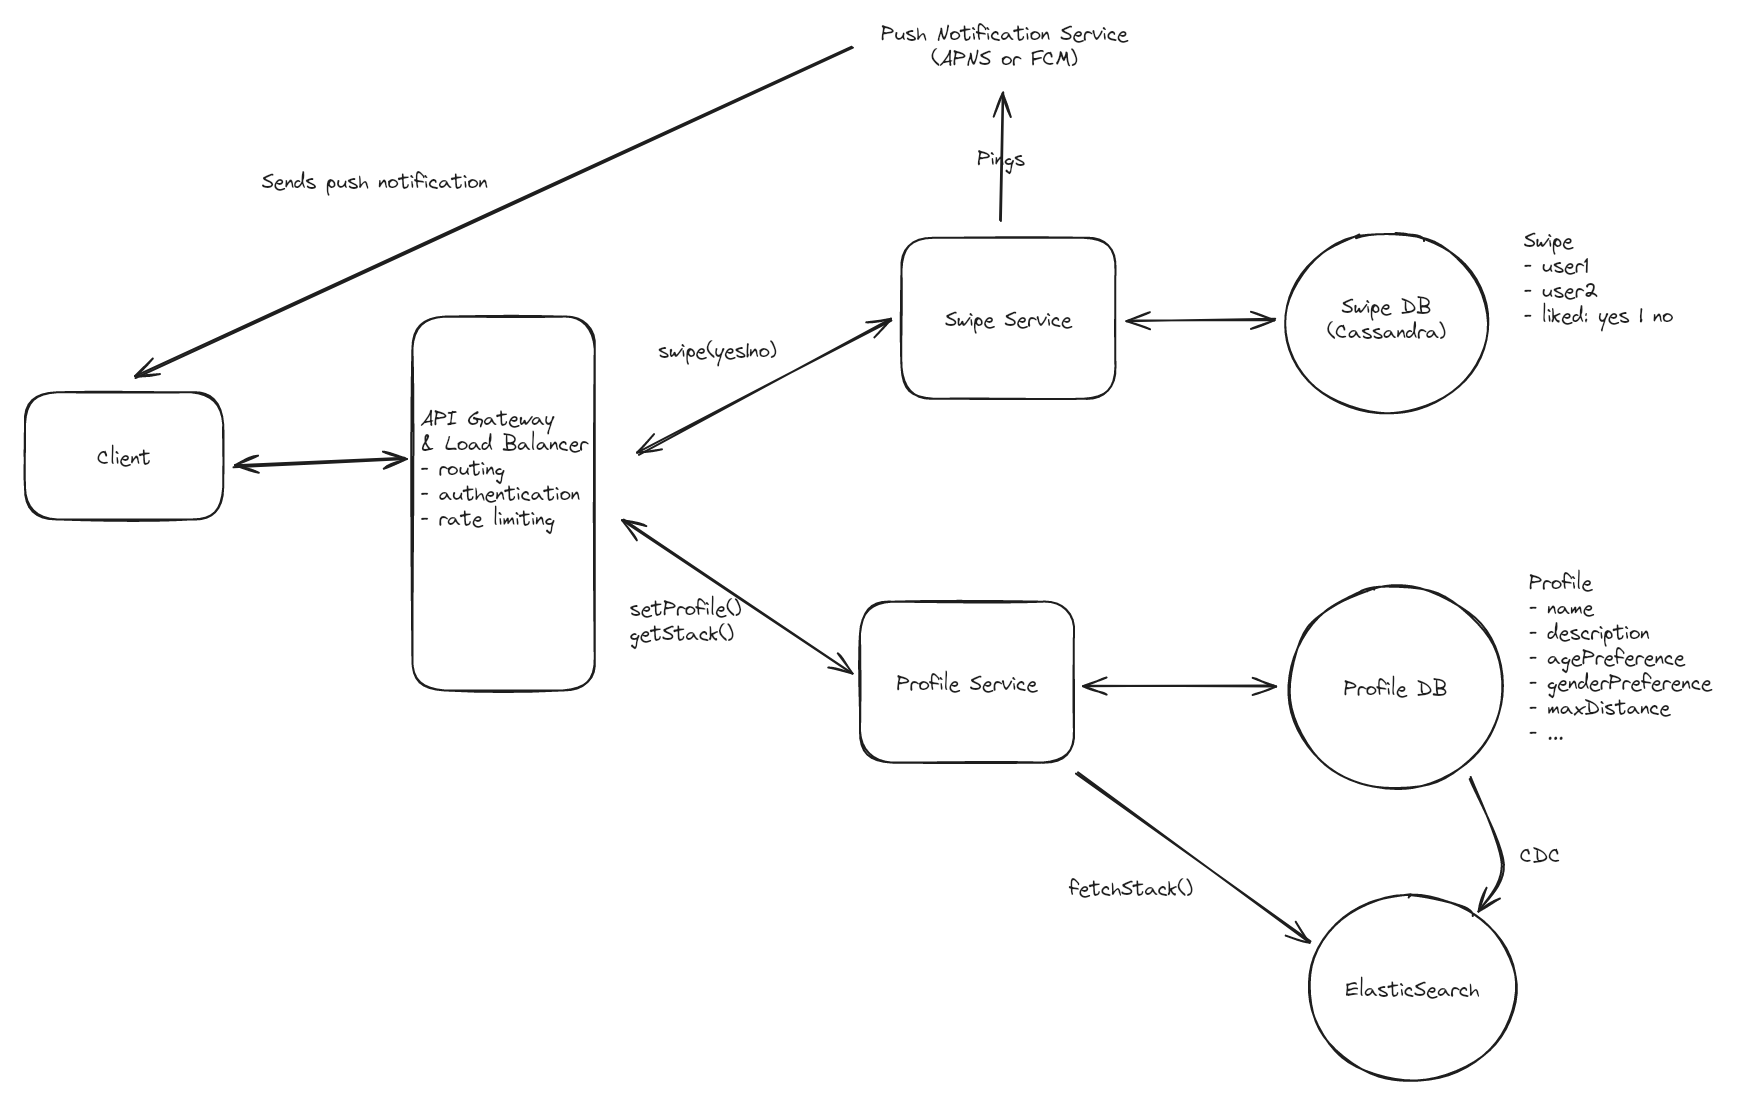 Push Notification Service
(APNS or FCM)
Sends push notification
Pings
Swipe Service
Swipe DB
(Cassandra)
Swipe
- user1
- user2
- liked: yes | no
swipe(yes|no)
Client
API Gateway
& Load Balancer
- routing
- authentication
- rate limiting
setProfile()
getStack()
Profile Service
Profile DB
Profile
- name
- description
- agePreference
- genderPreference
- maxDistance
- ...
CDC
fetchStack()
ElasticSearch